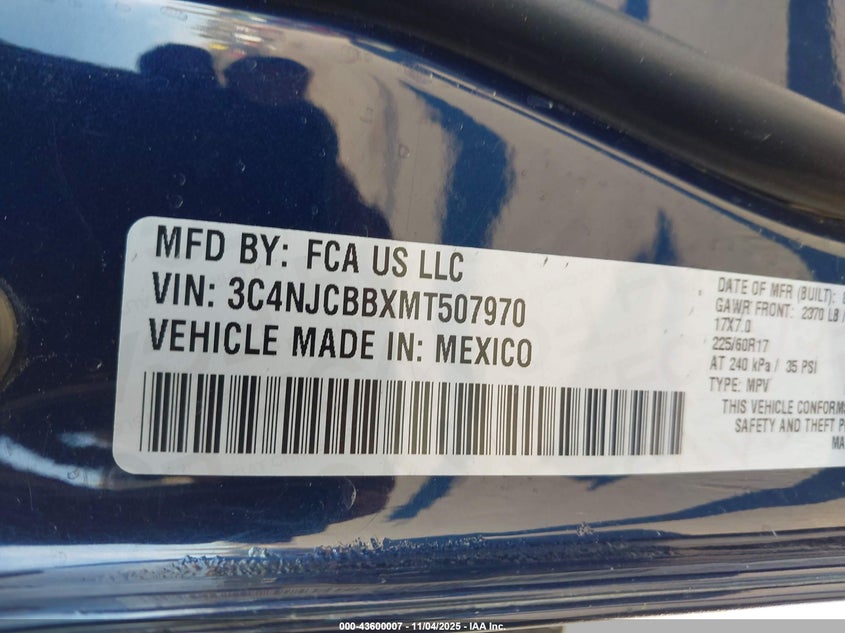 MFD BY: FCA US LLC
VIN: 3C4NJCBBXMT507970
VEHICLE MADE IN: MEXICO
DATE OF MFR (BUILT):
GAWR FRONT: 2370 LB /
17X7.0
225/60R17
AT 240 kPa / 35 PSI
TYPE: MPV
THIS VEHICLE CONFORMS
SAFETY AND THEFT P
MA
000-43600007 - 11/04/2025 - IAA Inc.